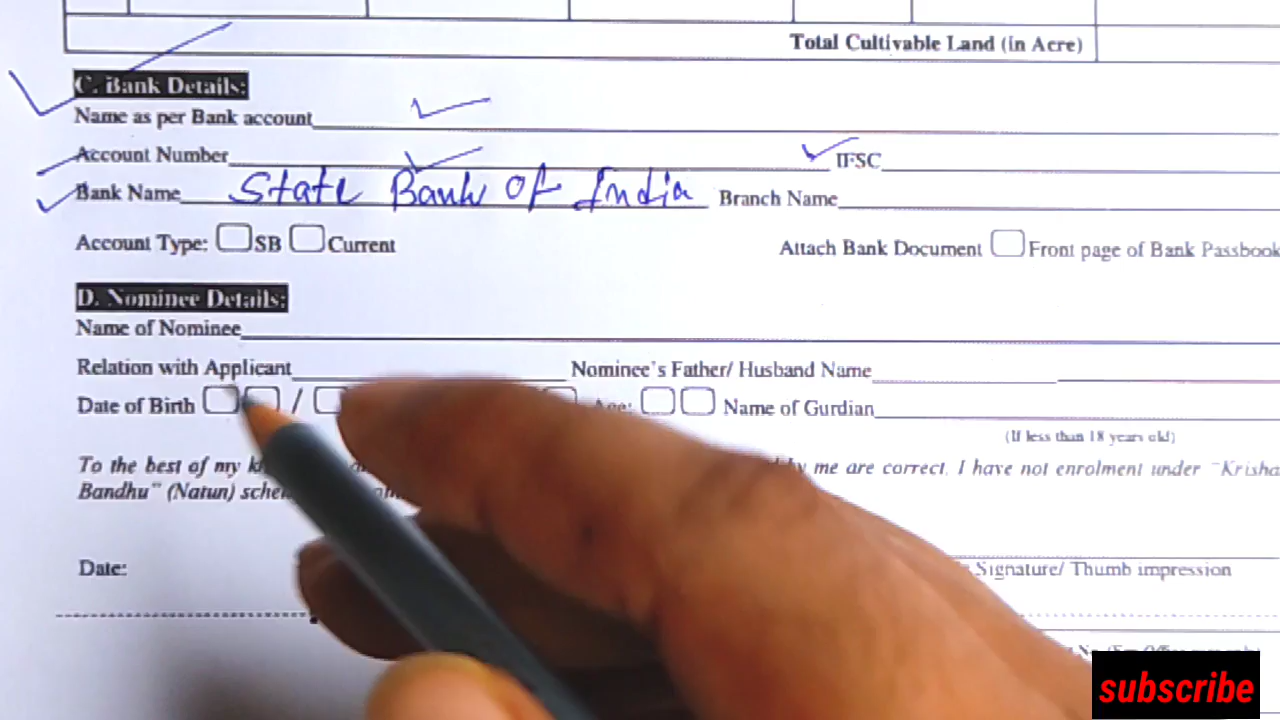 Total Cultivable Land (in Acre)
C. Bank Details:
Name as per Bank account
Account Number IFSC
Bank Name State Bank Of India Branch Name
Account Type: SB Current Attach Bank Document Front page of Bank Passbook
D. Nominee Details:
Name of Nominee
Relation with Applicant Nominee's Father/ Husband Name
Date of Birth / Age: Name of Gurdian
(If less than 18 years old)
To the best of my by me are correct. I have not enrolment under "Krisha
Bandhu" (Natun)
Date: Signature/ Thumb impression
subscribe